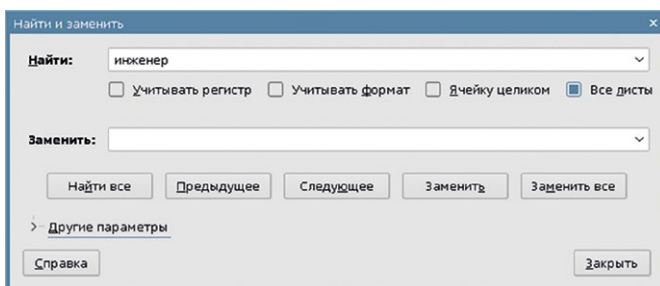 Найти и заменить ×
Найти: инженер
Учитывать регистр Учитывать формат Ячейку целиком Все листы
Заменить:
Найти все Предыдущее Следующее Заменить Заменить все
Другие параметры
Справка Закрыть